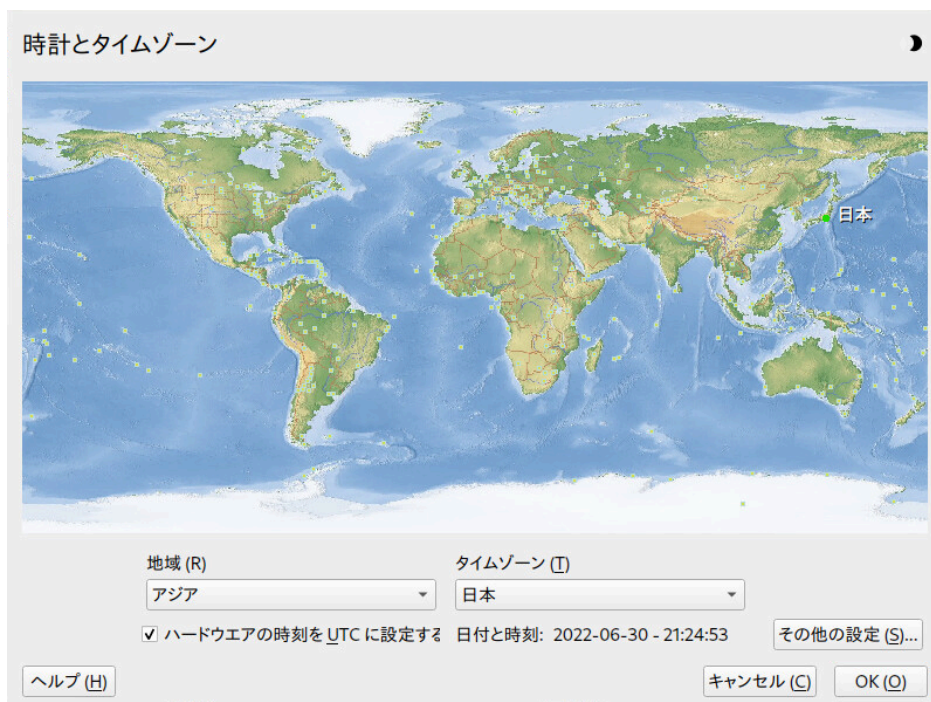 時計とタイムゾーン
日本
地域 (R)
タイムゾーン (T)
アジア
日本
ハードウエアの時刻を UTC に設定する
日付と時刻: 2022-06-30 - 21:24:53
その他の設定 (S)...
ヘルプ (H)
キャンセル (C)
OK (O)